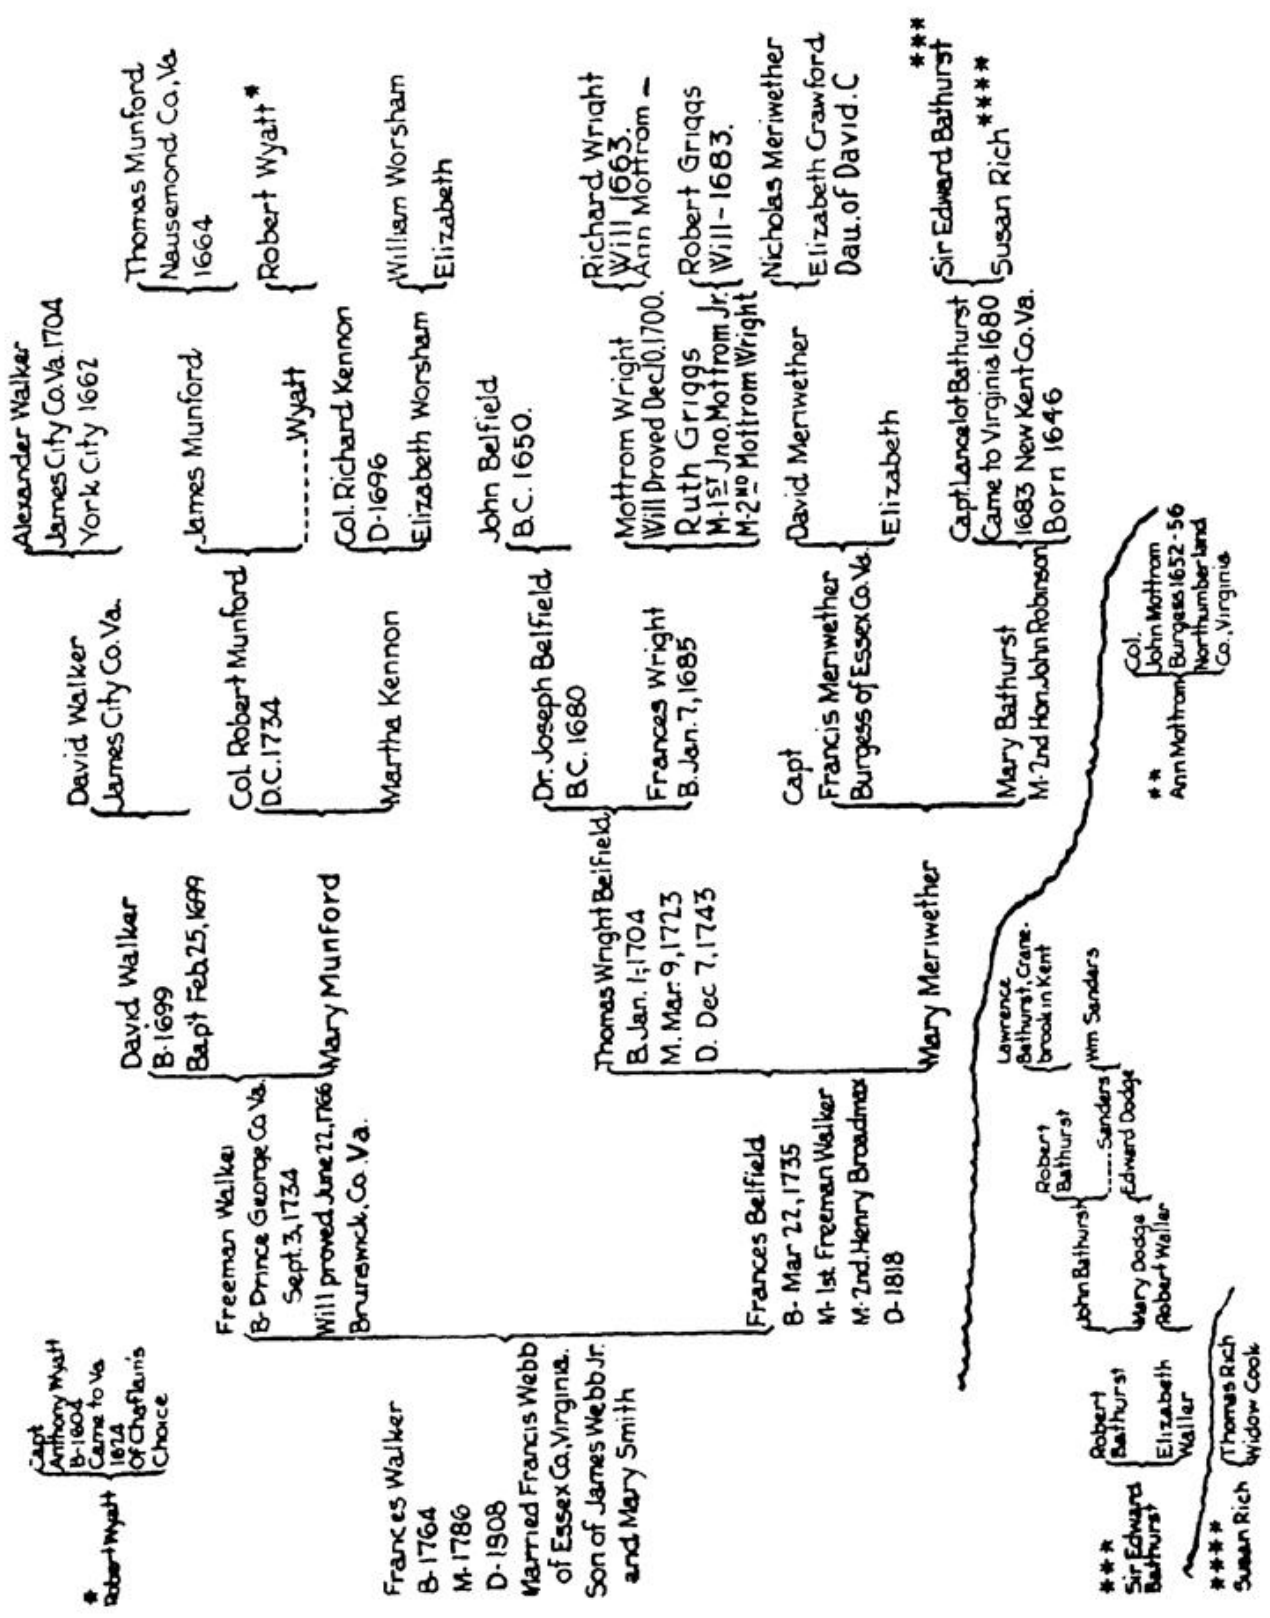 *
Robert Wyatt
Capt
Anthony Wyatt
B-1604
Came to Va
1624
Of Chaflain's
Choice
Frances Walker
B-1764
M-1786
D-1808
Married Francis Webb
of Essex Co., Virginia.
Son of James Webb Jr.
and Mary Smith
Freeman Walker
B- Prince George Co Va.
Sept. 3, 1734
Will proved June 22, 1766
Brunswick, Co. Va.
Frances Belfield
B- Mar 22, 1735
M- 1st Freeman Walker
M- 2nd. Henry Broadmax
D-1818
David Walker
B-1699
Bap't Feb. 25, 1699
Mary Munford
Thomas Wright Belfield
B. Jan. 1, 1704
M. Mar. 9, 1723
D. Dec 7, 1743
Mary Meriwether
David Walker
James City Co. Va.
Col. Robert Munford
D.C. 1734
Martha Kennon
Dr. Joseph Belfield
B.C. 1680
Frances Wright
B. Jan. 7, 1685
Capt
Francis Meriwether
Burgess of Essex Co. Va.
Mary Bathurst
M- 2nd Hon. John Robinson
Alexander Walker
James City Co. Va. 1704
York City 1662
James Munford
------- Wyatt
Col. Richard Kennon
D-1696
Elizabeth Worsham
John Belfield
B.C. 1650.
Mottrom Wright
Will Proved Dec. 10. 1700.
Ruth Griggs
M-1ST Jno. Mottrom Jr.
M-2ND Mottrom Wright
David Meriwether
Elizabeth
Capt. Lancelot Bathurst
Came to Virginia 1680
1683 New Kent Co. Va.
Born 1646
Thomas Munford
Nausemond Co., Va
1664
Robert Wyatt *
William Worsham
Elizabeth
Richard Wright
Will 1663.
Ann Mottrom –
Robert Griggs
Will - 1683.
Nicholas Meriwether
Elizabeth Crawford
Dau. of David. C
***
Sir Edward Bathurst
Susan Rich ****
**
Ann Mottrom
Col.
John Mottrom
Burgess 1652-56
Northumberland
Co., Virginia
***
Sir Edward
Bathurst
Robert
Bathurst
Elizabeth
Waller
John Bathurst
Mary Dodge
Robert Waller
Robert
Bathurst
----- Sanders
Edward Dodge
Lawrence
Bathurst, Crane-
brook in Kent
Wm Sanders
****
Susan Rich
Thomas Rich
Widow Cook